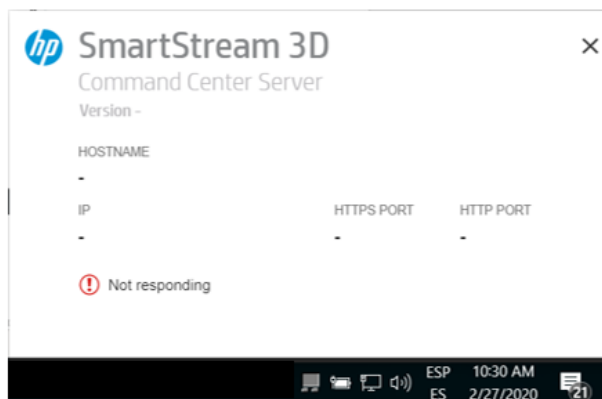 hp SmartStream 3D
Command Center Server
Version -
HOSTNAME
-
IP HTTPS PORT HTTP PORT
- - -
Not responding
ESP 10:30 AM
ES 2/27/2020 21